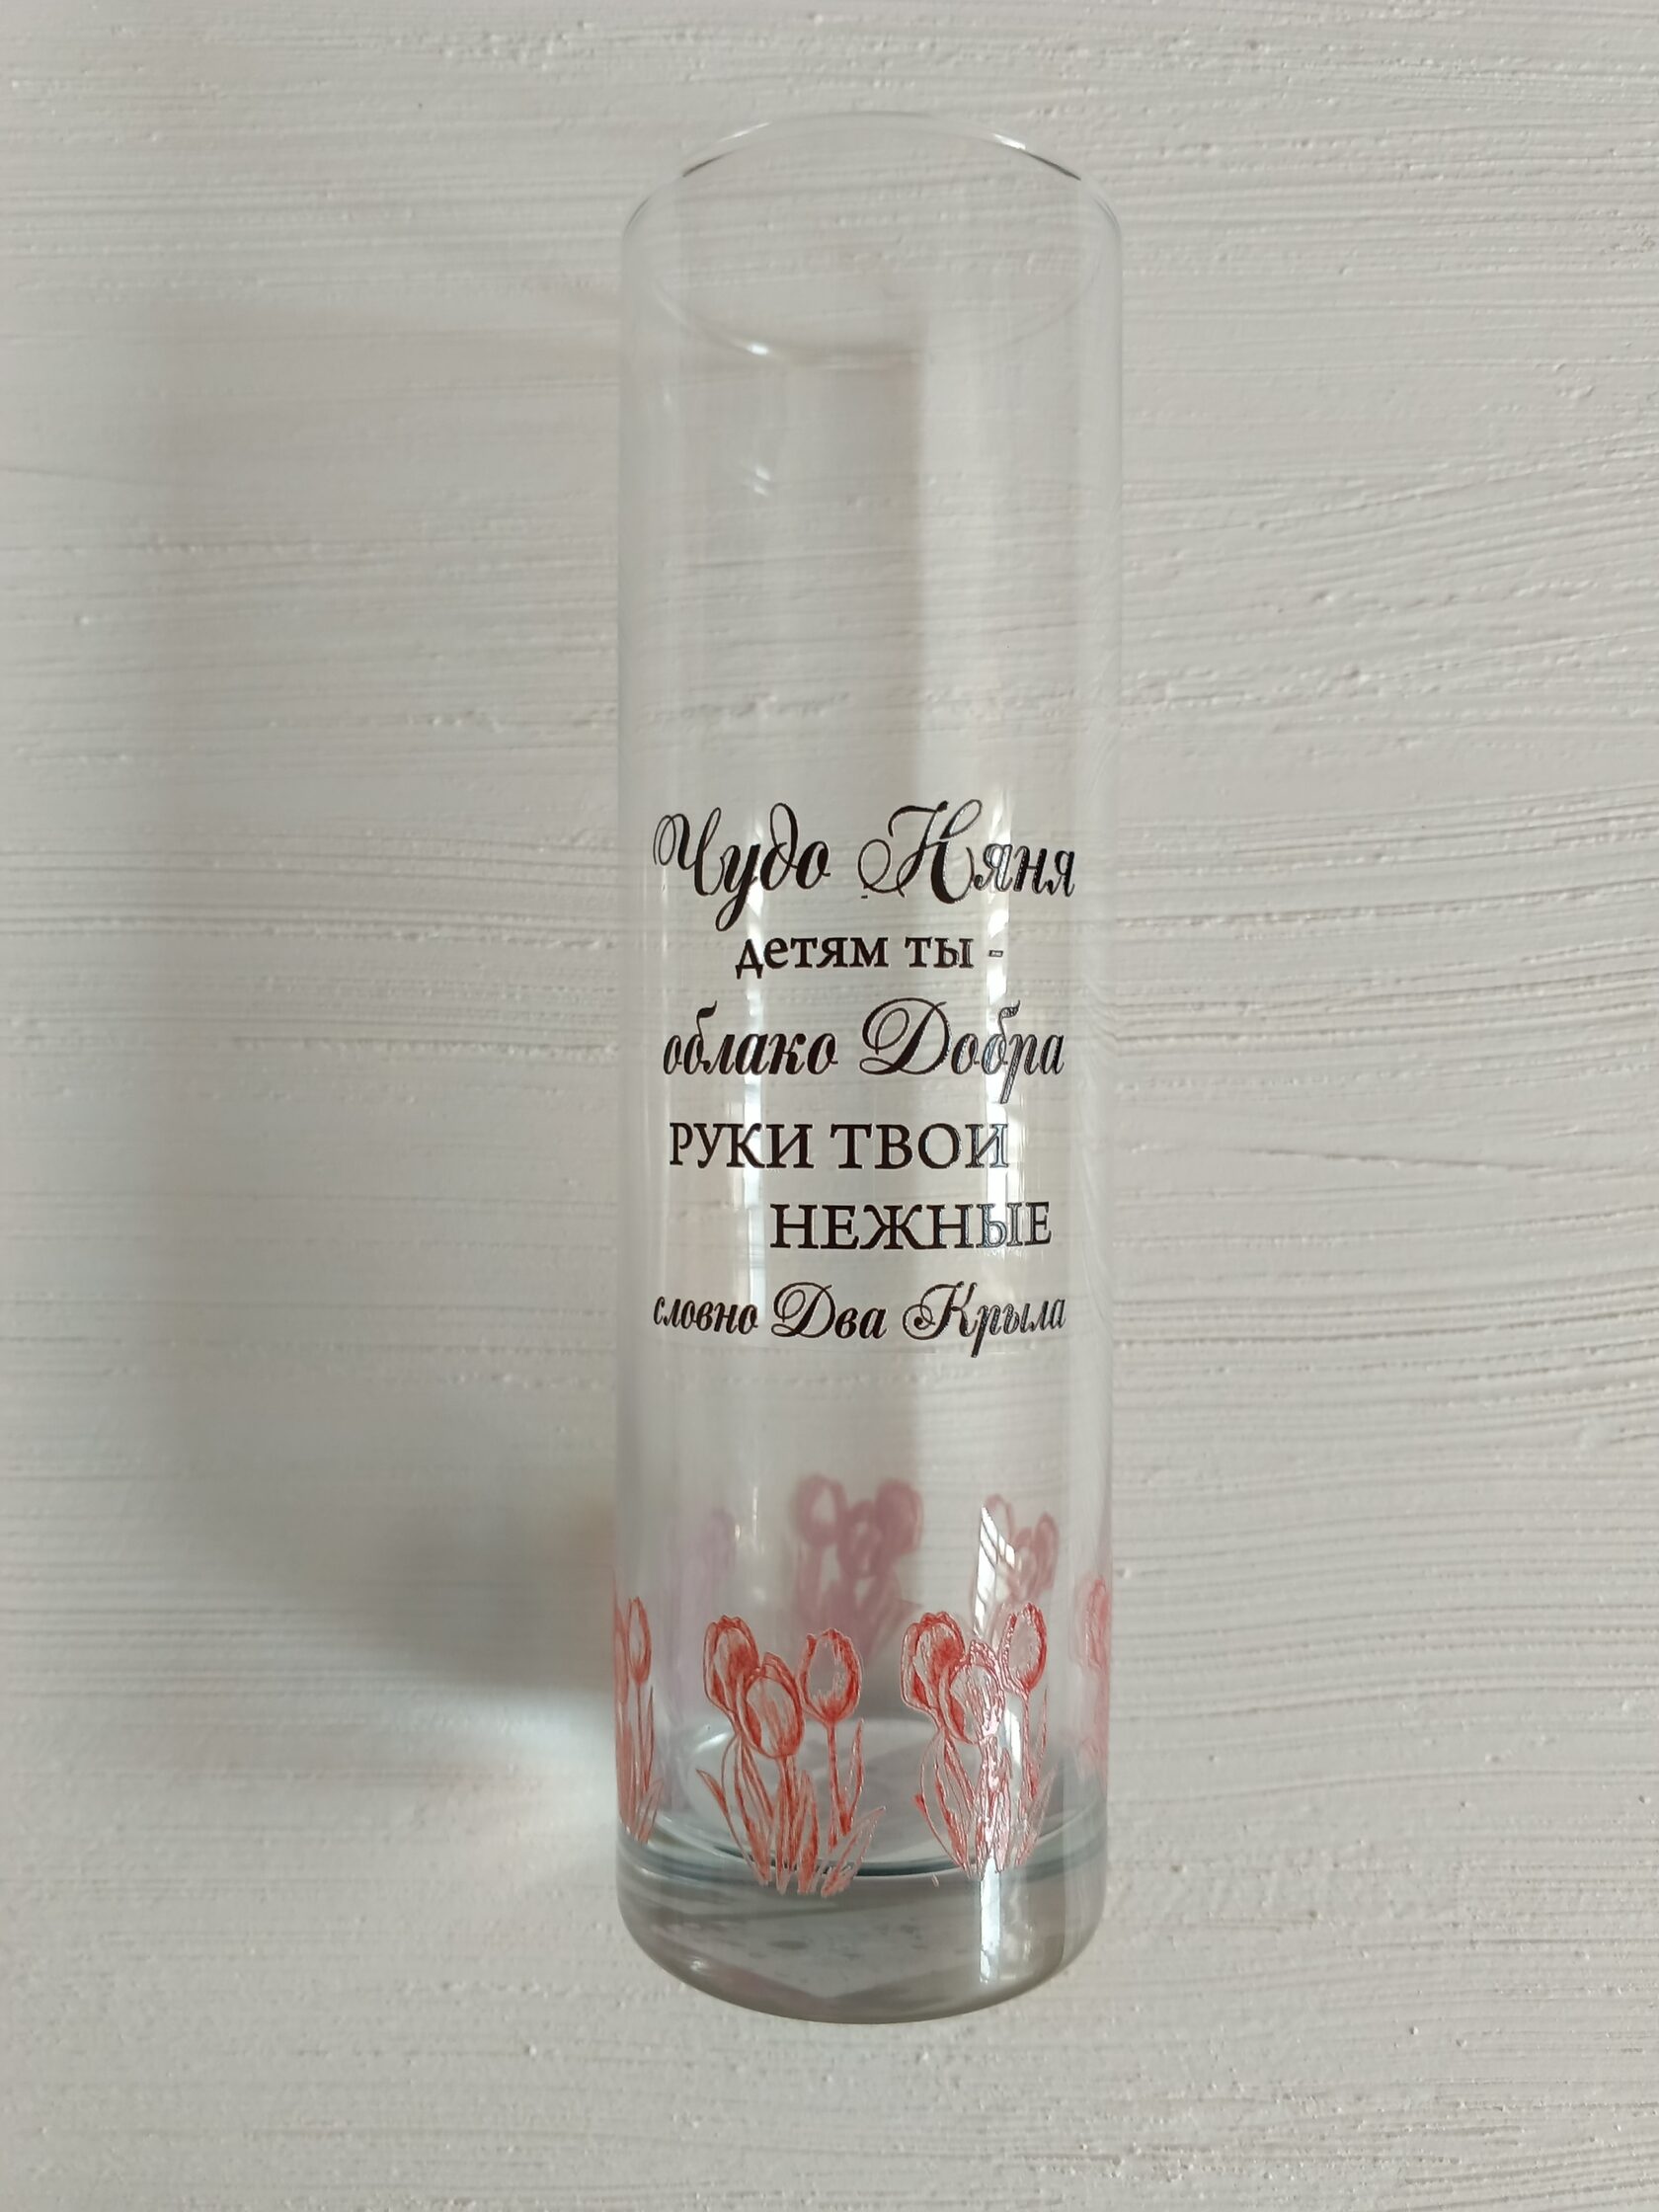 Чудо Няня
детям ты -
облако Добра
РУКИ ТВОИ
НЕЖНЫЕ
словно Два Крыла